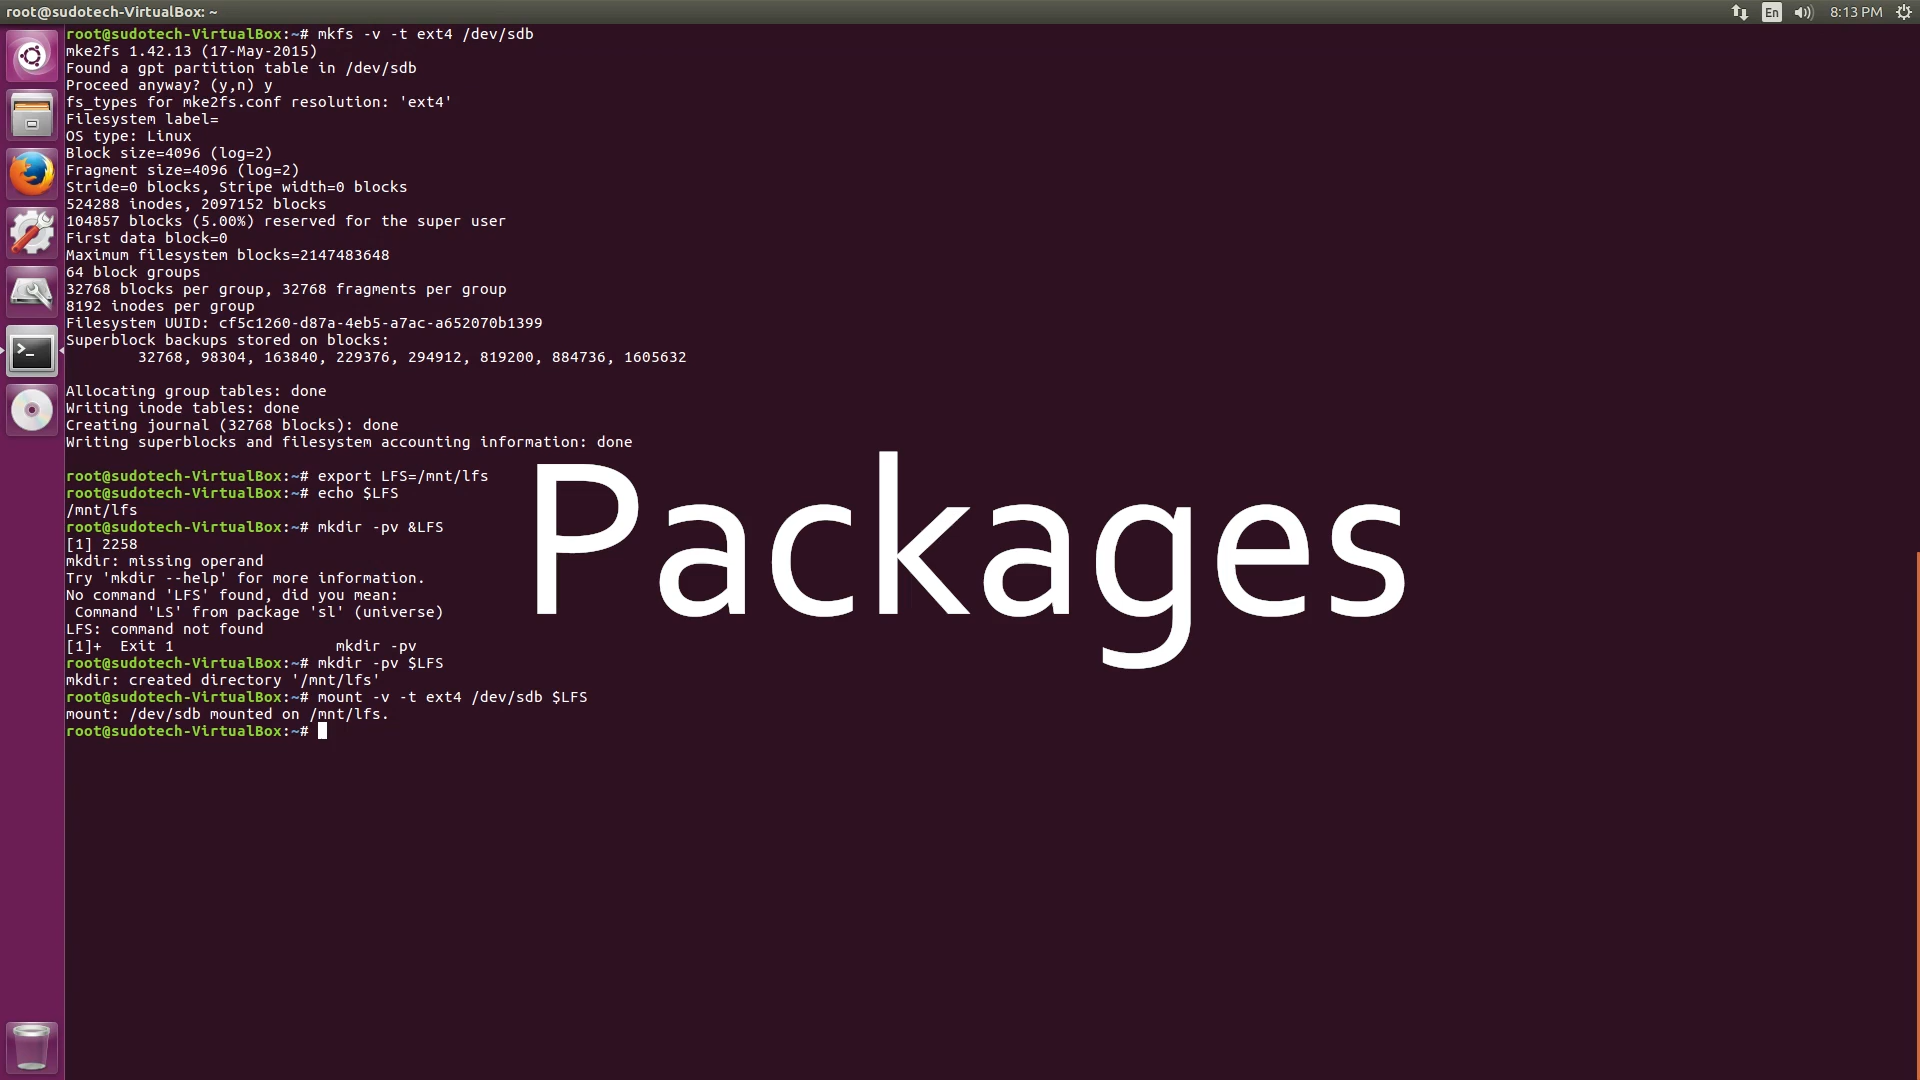 root@sudotech-VirtualBox: ~
En
8:13 PM
root@sudotech-VirtualBox:~# mkfs -v -t ext4 /dev/sdb
mke2fs 1.42.13 (17-May-2015)
Found a gpt partition table in /dev/sdb
Proceed anyway? (y,n) y
fs_types for mke2fs.conf resolution: 'ext4'
Filesystem label=
OS type: Linux
Block size=4096 (log=2)
Fragment size=4096 (log=2)
Stride=0 blocks, Stripe width=0 blocks
524288 inodes, 2097152 blocks
104857 blocks (5.00%) reserved for the super user
First data block=0
Maximum filesystem blocks=2147483648
64 block groups
32768 blocks per group, 32768 fragments per group
8192 inodes per group
Filesystem UUID: cf5c1260-d87a-4eb5-a7ac-a652070b1399
Superblock backups stored on blocks:
        32768, 98304, 163840, 229376, 294912, 819200, 884736, 1605632
Allocating group tables: done
Writing inode tables: done
Creating journal (32768 blocks): done
Writing superblocks and filesystem accounting information: done
root@sudotech-VirtualBox:~# export LFS=/mnt/lfs
root@sudotech-VirtualBox:~# echo $LFS
/mnt/lfs
root@sudotech-VirtualBox:~# mkdir -pv &LFS
[1] 2258
mkdir: missing operand
Try 'mkdir --help' for more information.
No command 'LFS' found, did you mean:
 Command 'LS' from package 'sl' (universe)
LFS: command not found
[1]+  Exit 1                  mkdir -pv
root@sudotech-VirtualBox:~# mkdir -pv $LFS
mkdir: created directory '/mnt/lfs'
root@sudotech-VirtualBox:~# mount -v -t ext4 /dev/sdb $LFS
mount: /dev/sdb mounted on /mnt/lfs.
root@sudotech-VirtualBox:~#
Packages